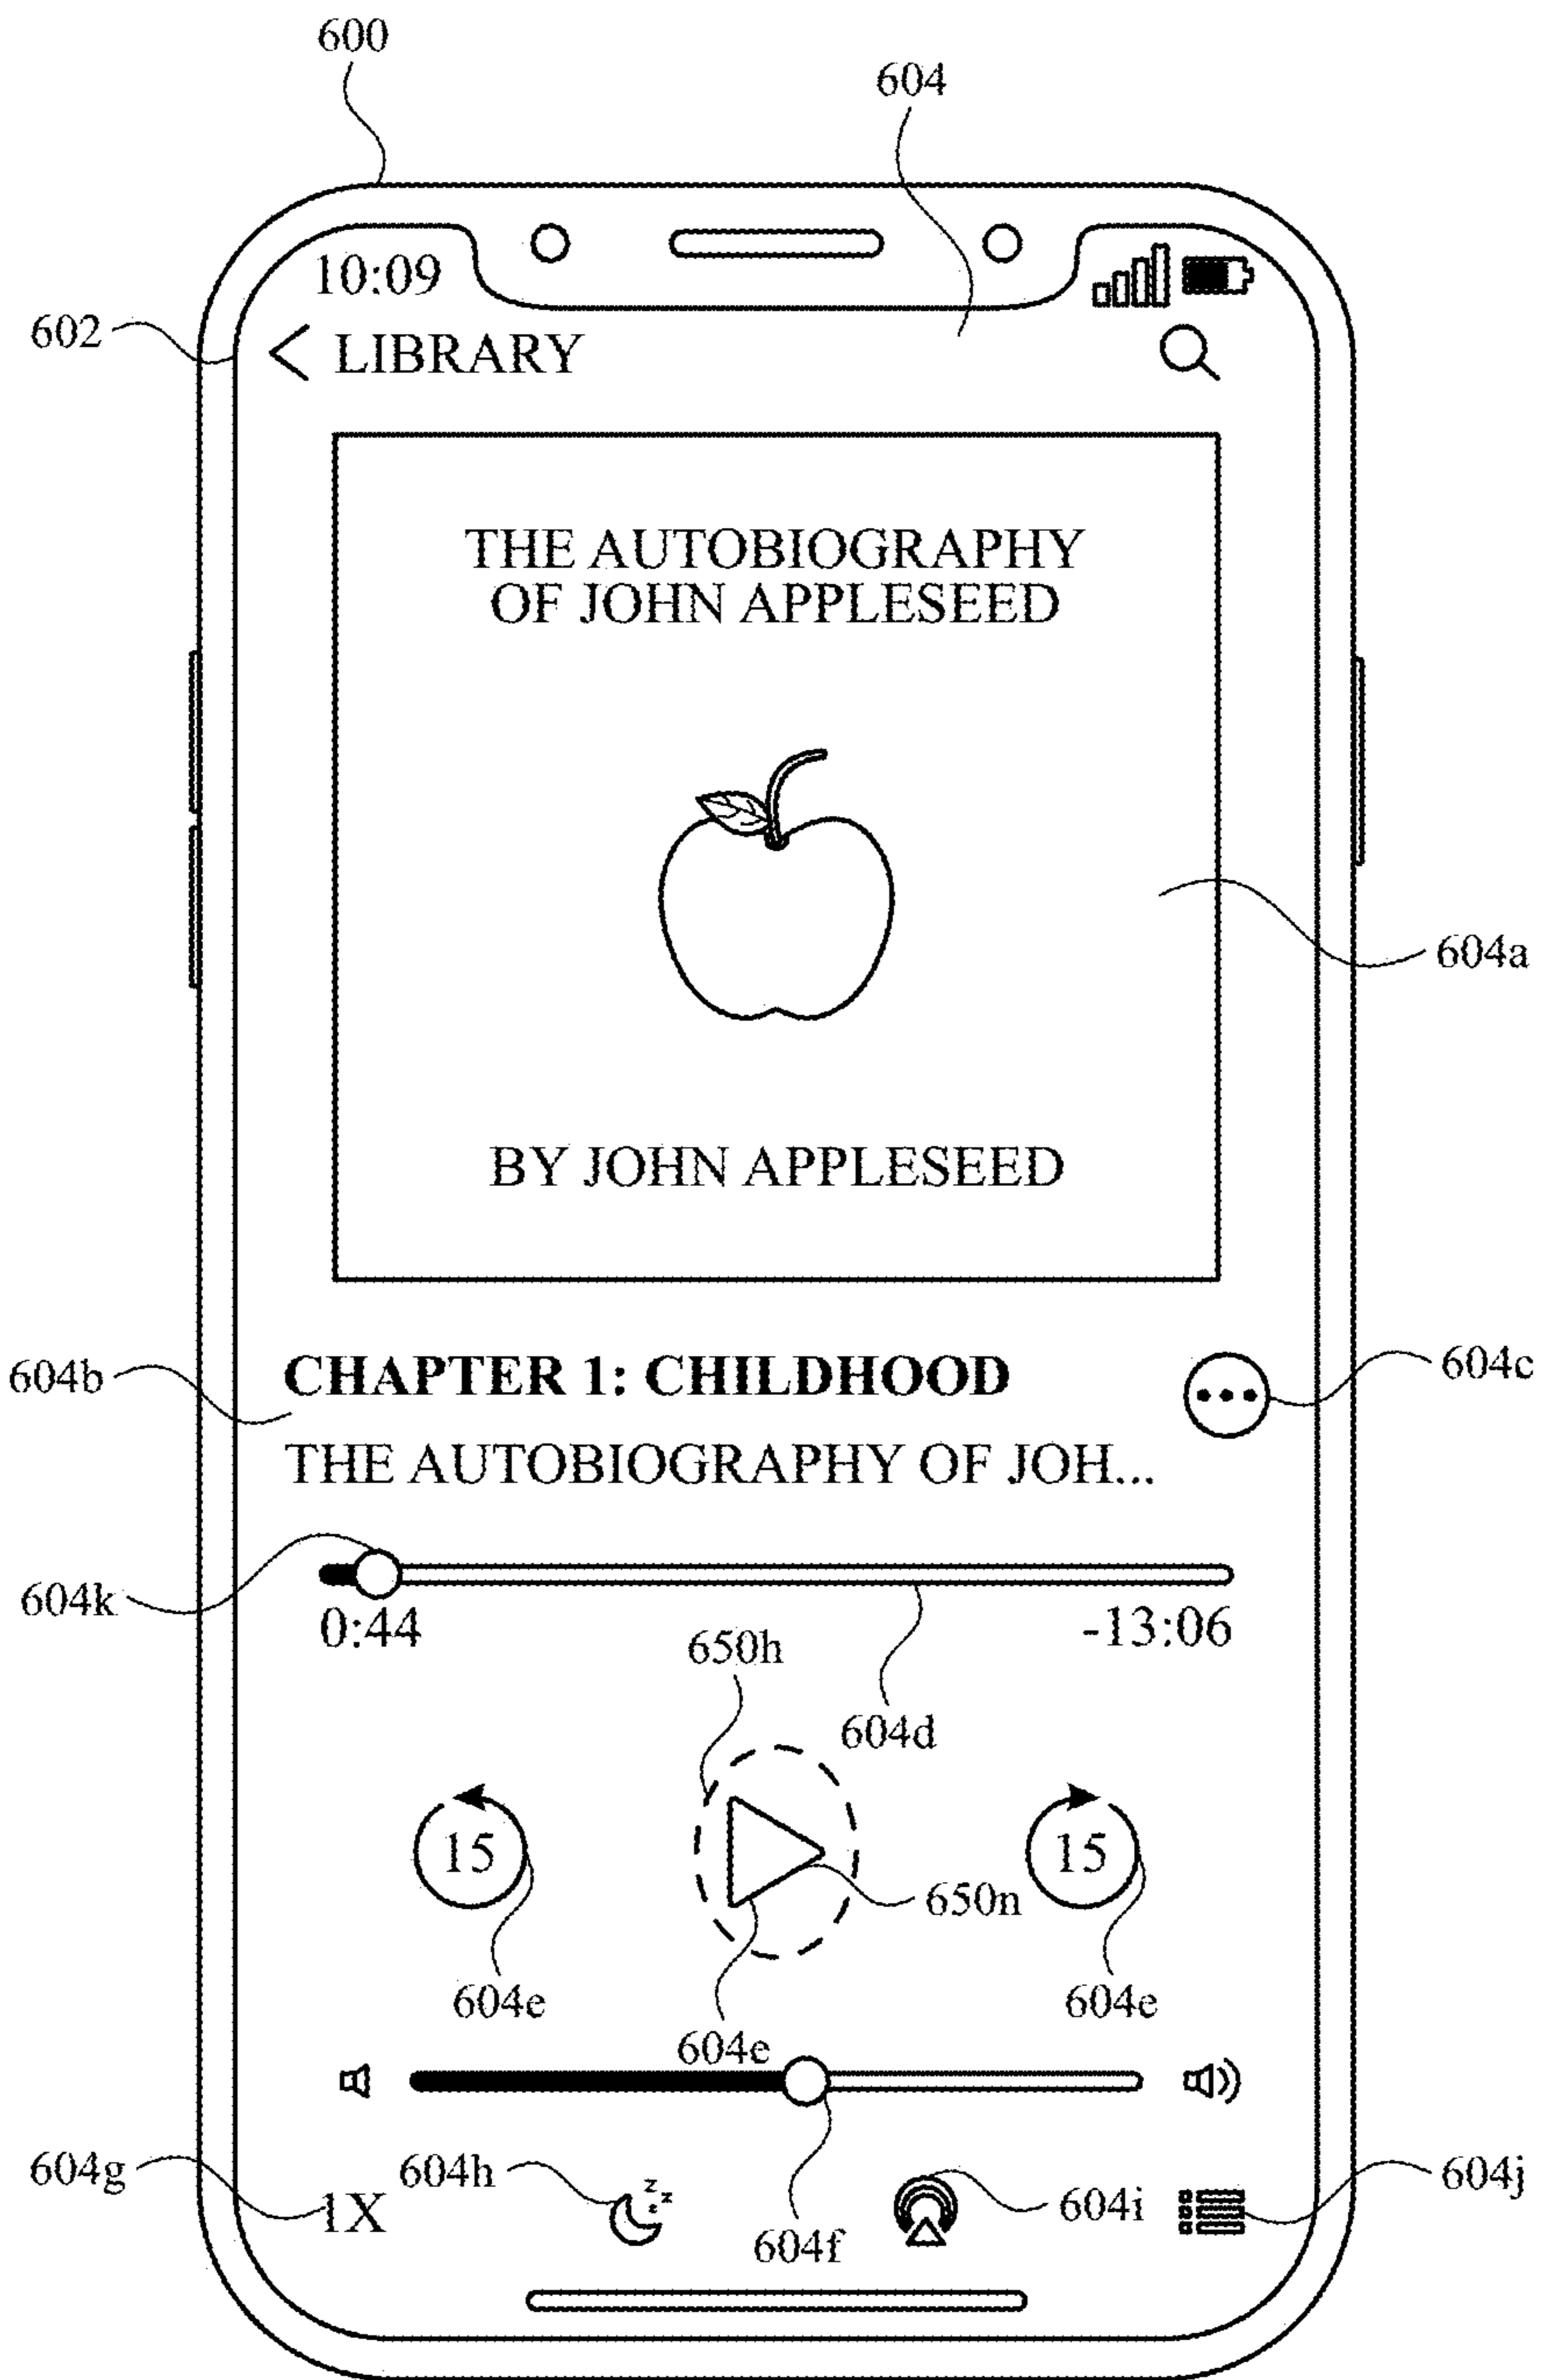 600
604
10:09
602
LIBRARY
THE AUTOBIOGRAPHY
OF JOHN APPLESEED
604a
BY JOHN APPLESEED
604b
CHAPTER 1: CHILDHOOD
604c
THE AUTOBIOGRAPHY OF JOH...
604k
0:44
-13:06
650h
604d
15
15
650n
604e
604e
604e
604g
604h
z z z
604i
604j
1X
604f